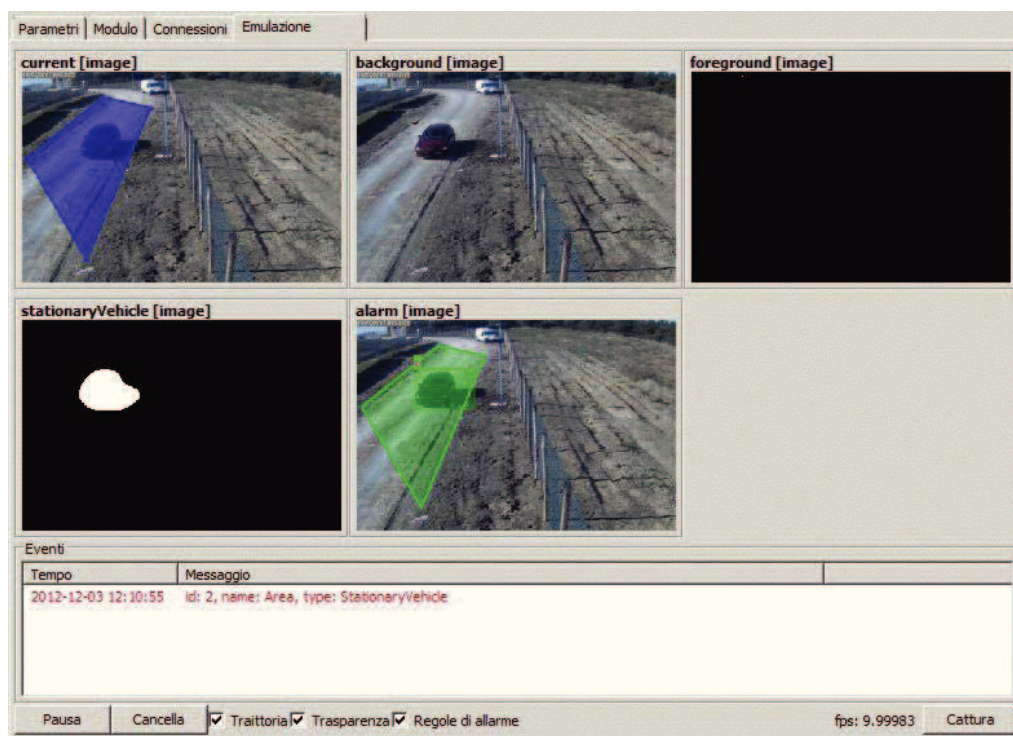 Parametri Modulo Connessioni Emulazione
current [image] background [image] foreground [image]
stationaryVehicle [image] alarm [image]
Eventi
Tempo Messaggio
2012-12-03 12:10:55 id: 2, name: Area, type: StationaryVehicle
Pausa Cancella Traittoria Trasparenza Regole di allarme fps: 9.99983 Cattura